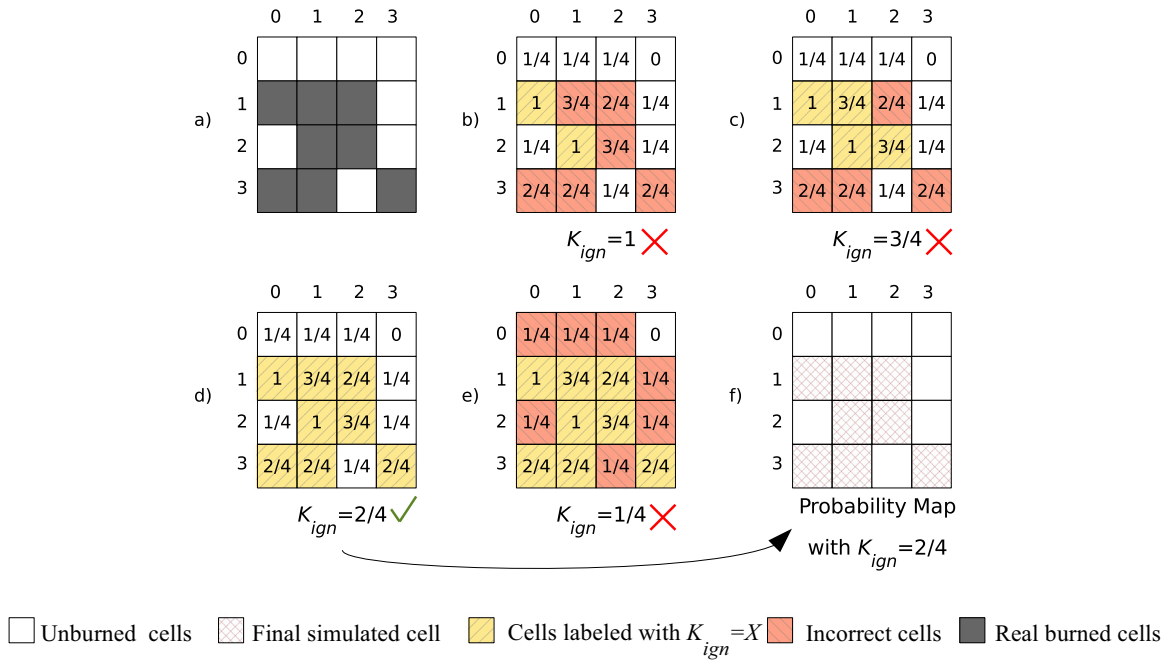 0 1 2 3 0 1 2 3 0 1 2 3
0 0 1/4 1/4 1/4 0 0 1/4 1/4 1/4 0
a) 1 b) 1 1 3/4 2/4 1/4 c) 1 1 3/4 2/4 1/4
2 2 1/4 1 3/4 1/4 2 1/4 1 3/4 1/4
3 3 2/4 2/4 1/4 2/4 3 2/4 2/4 1/4 2/4
K_ign=1 K_ign=3/4
0 1 2 3 0 1 2 3 0 1 2 3
0 1/4 1/4 1/4 0 0 1/4 1/4 1/4 0 0
d) 1 1 3/4 2/4 1/4 e) 1 1 3/4 2/4 1/4 f) 1
2 1/4 1 3/4 1/4 2 1/4 1 3/4 1/4 2
3 2/4 2/4 1/4 2/4 3 2/4 2/4 1/4 2/4 3
K_ign=2/4 K_ign=1/4 Probability Map
with K_ign=2/4
Unburned cells Final simulated cell Cells labeled with K_ign=X Incorrect cells Real burned cells